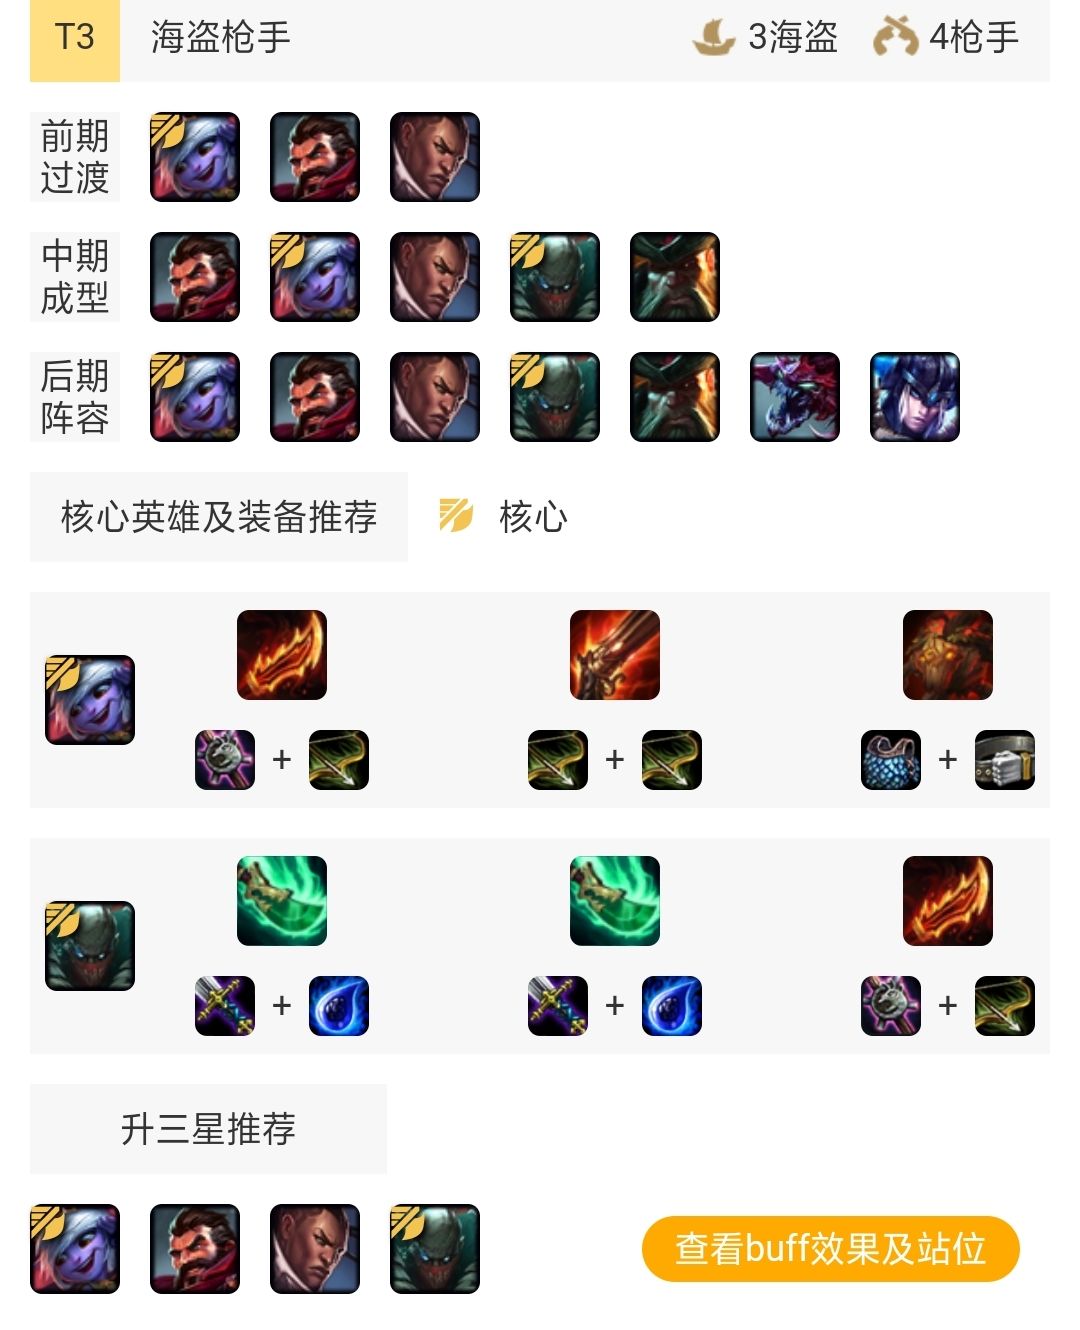 T3 海盗枪手 3海盗 4枪手
前期
过渡
中期
成型
后期
阵容
核心英雄及装备推荐 核心
+ + +
+ + +
升三星推荐
查看buff效果及站位